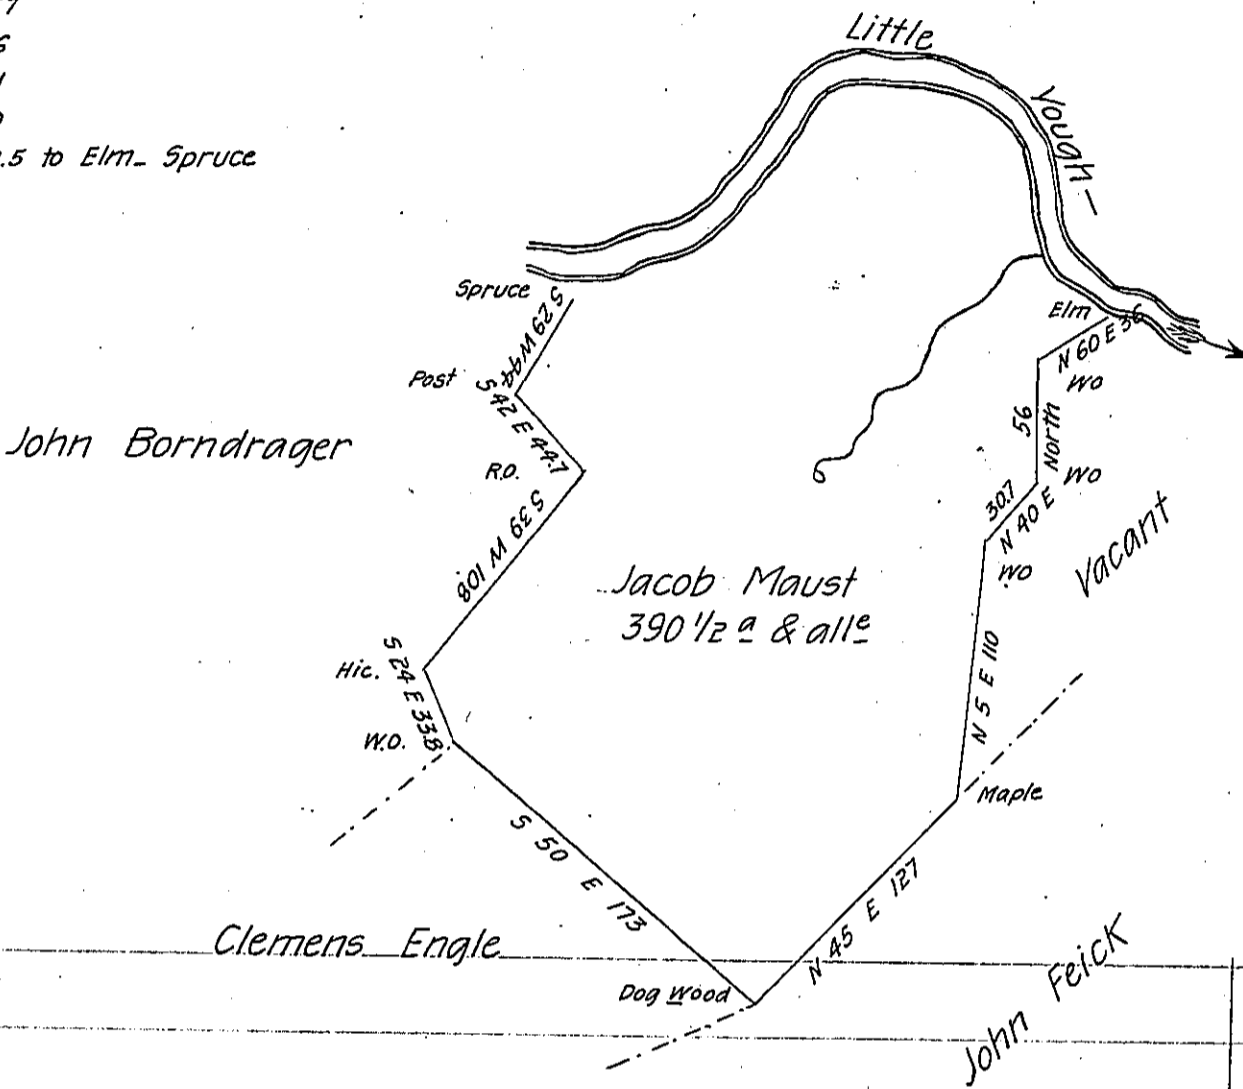 .5 to Elm_ Spruce
Little
Yough-
Spruce
S 29 W 44
Post
S 42 E 44.7
R.O.
S 39 W 108
Hic.
S 24 E 33.8
W.O.
S 50 E 173
Dog Wood
N 45 E 127
Maple
N 5 E 110
WO
N 40 E
30.7
WO
North
56
WO
N 60 E 36
Elm
John Borndrager
Jacob Maust
390 1/2 a & alle
Vacant
Clemens Engle
John Feick